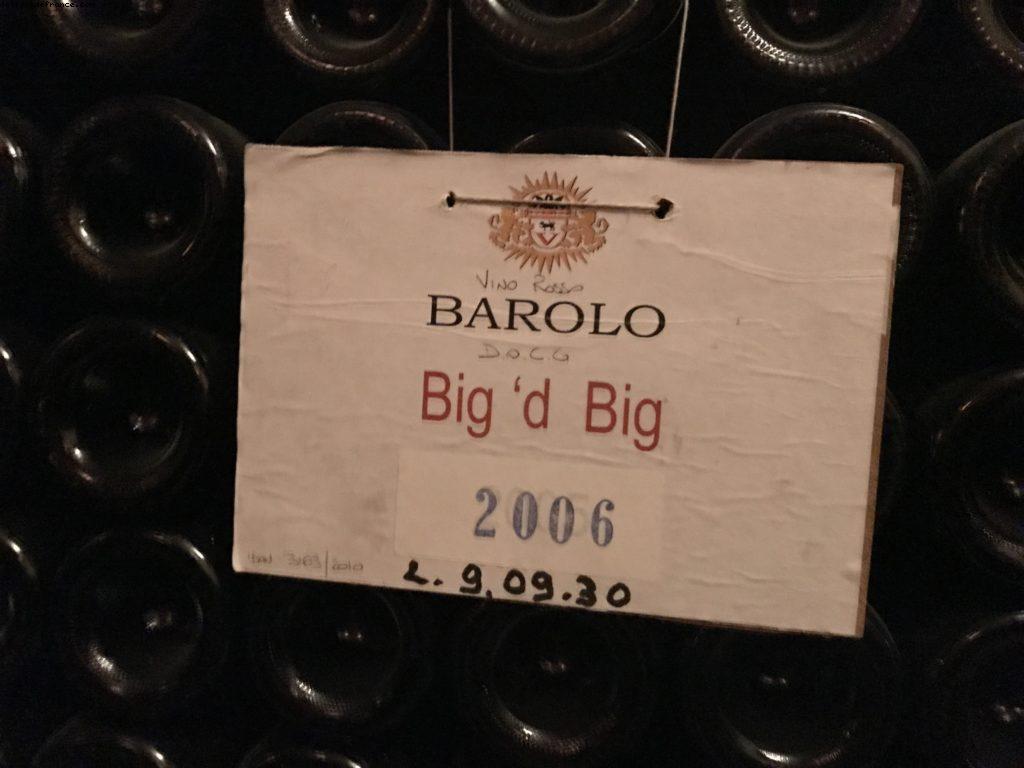 VINO ROSSO
BAROLO
D.O.C.G
Big 'd Big
2006
L. 9.09.30